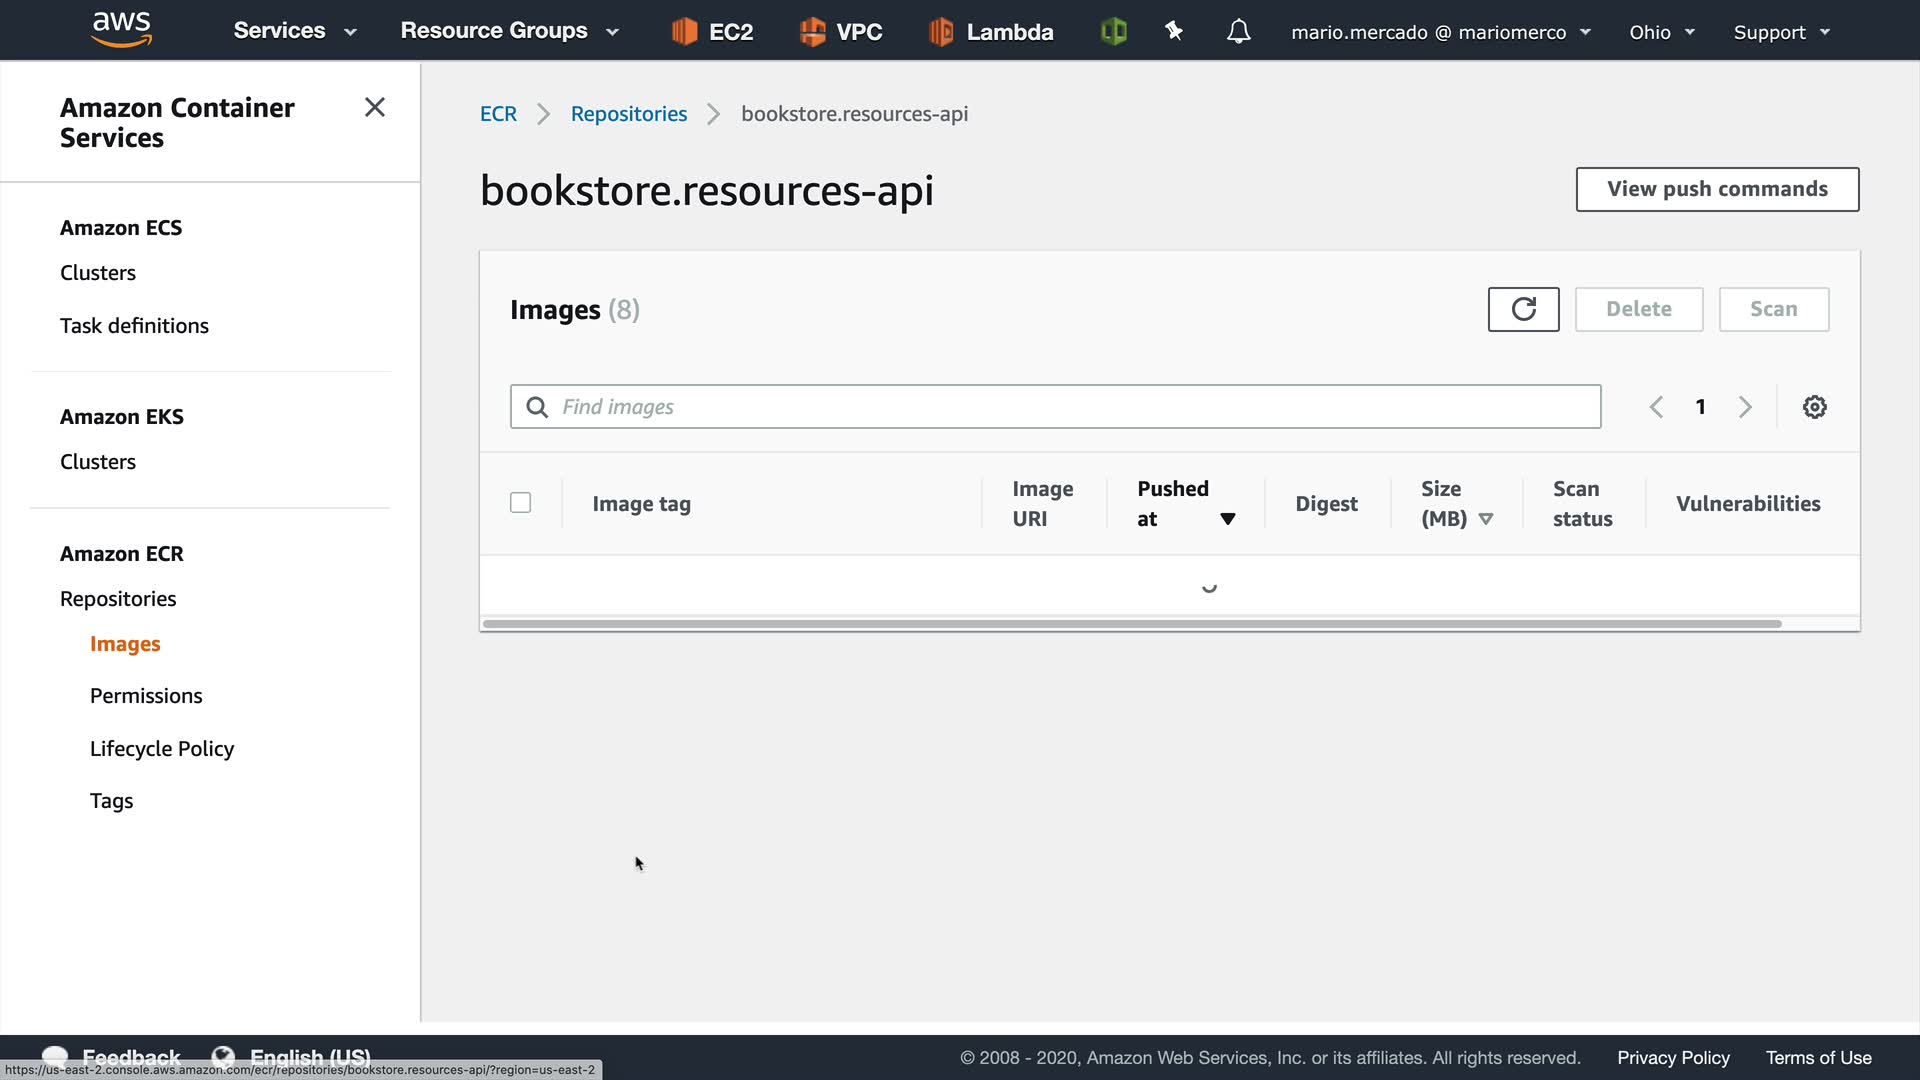 aws
Services
Resource Groups
EC2
VPC
Lambda
mario.mercado @ mariomerco
Ohio
Support
Amazon Container
Services
Amazon ECS
Clusters
Task definitions
Amazon EKS
Clusters
Amazon ECR
Repositories
Images
Permissions
Lifecycle Policy
Tags
ECR
Repositories
bookstore.resources-api
bookstore.resources-api
View push commands
Images (8)
Delete
Scan
Find images
1
Image tag
Image
URI
Pushed
at
Digest
Size
(MB)
Scan
status
Vulnerabilities
Feedback
English (US)
© 2008 - 2020, Amazon Web Services, Inc. or its affiliates. All rights reserved.
Privacy Policy
Terms of Use
https://us-east-2.console.aws.amazon.com/ecr/repositories/bookstore.resources-api/?region=us-east-2